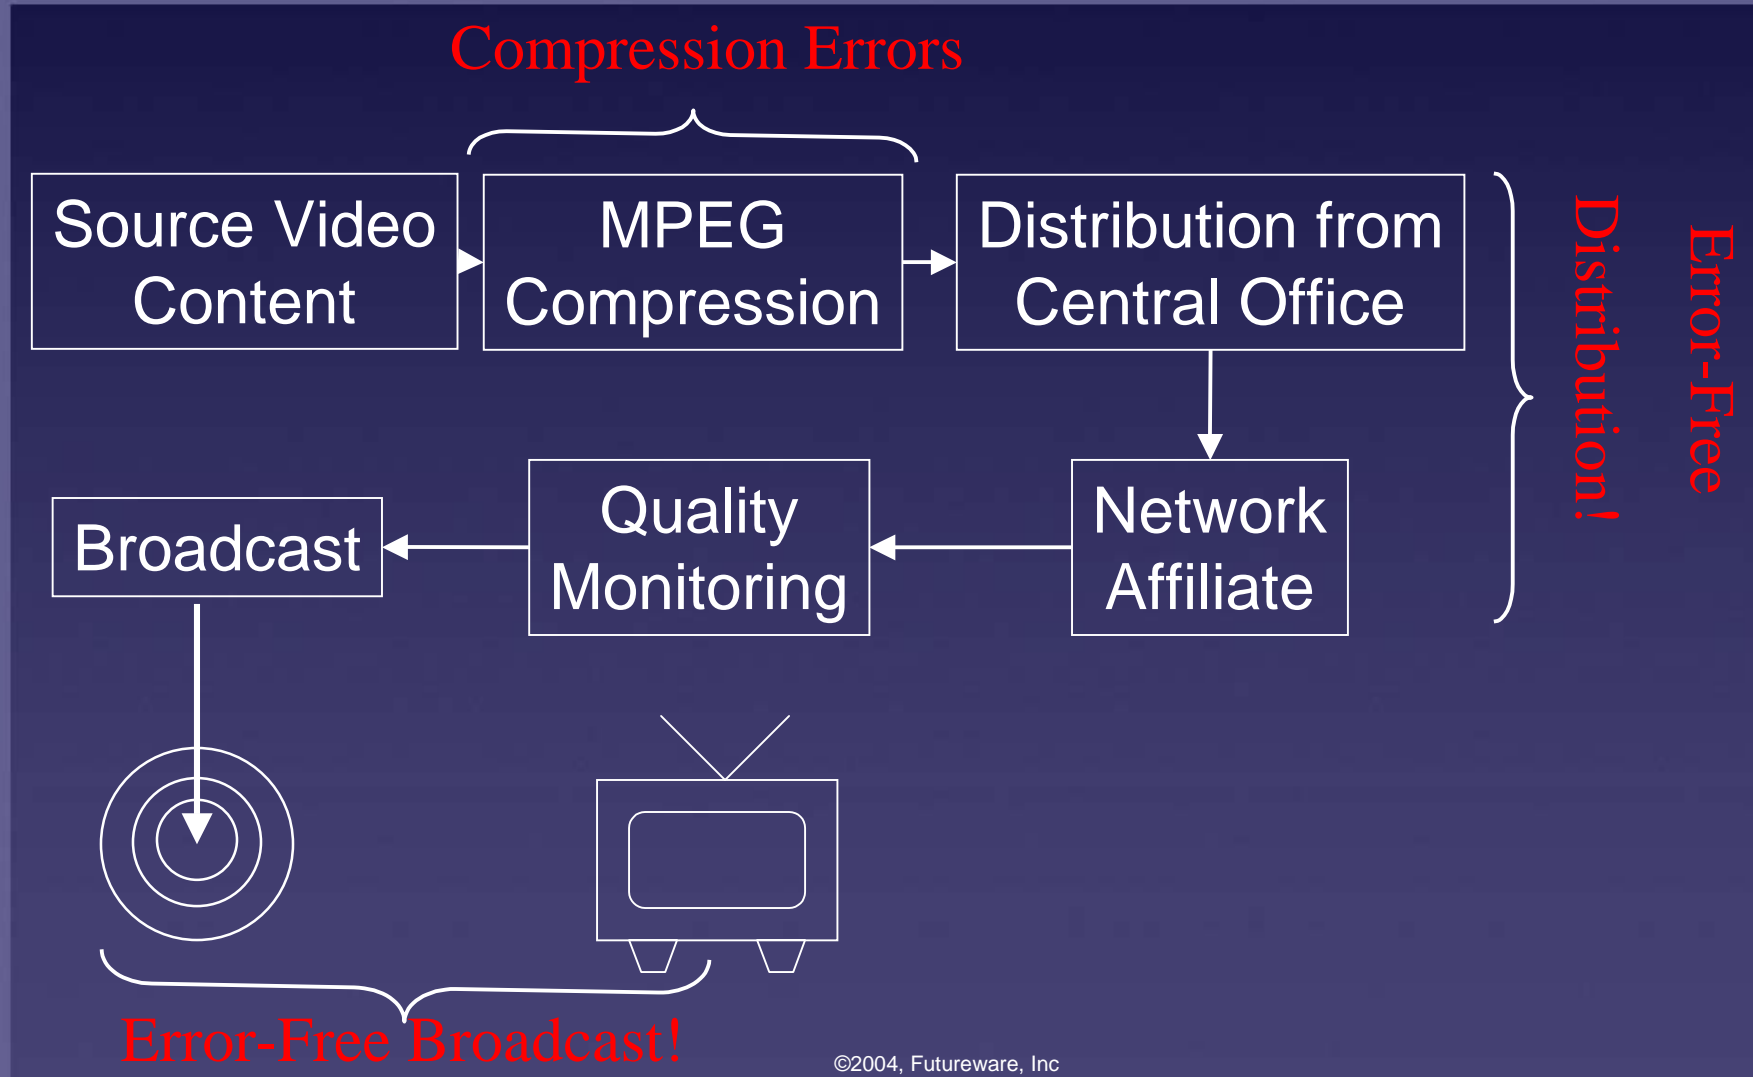 Compression Errors
Source Video
Content
MPEG
Compression
Distribution from
Central Office
Error-Free
Distribution!
Network
Affiliate
Quality
Monitoring
Broadcast
Error-Free Broadcast!
©2004, Futureware, Inc